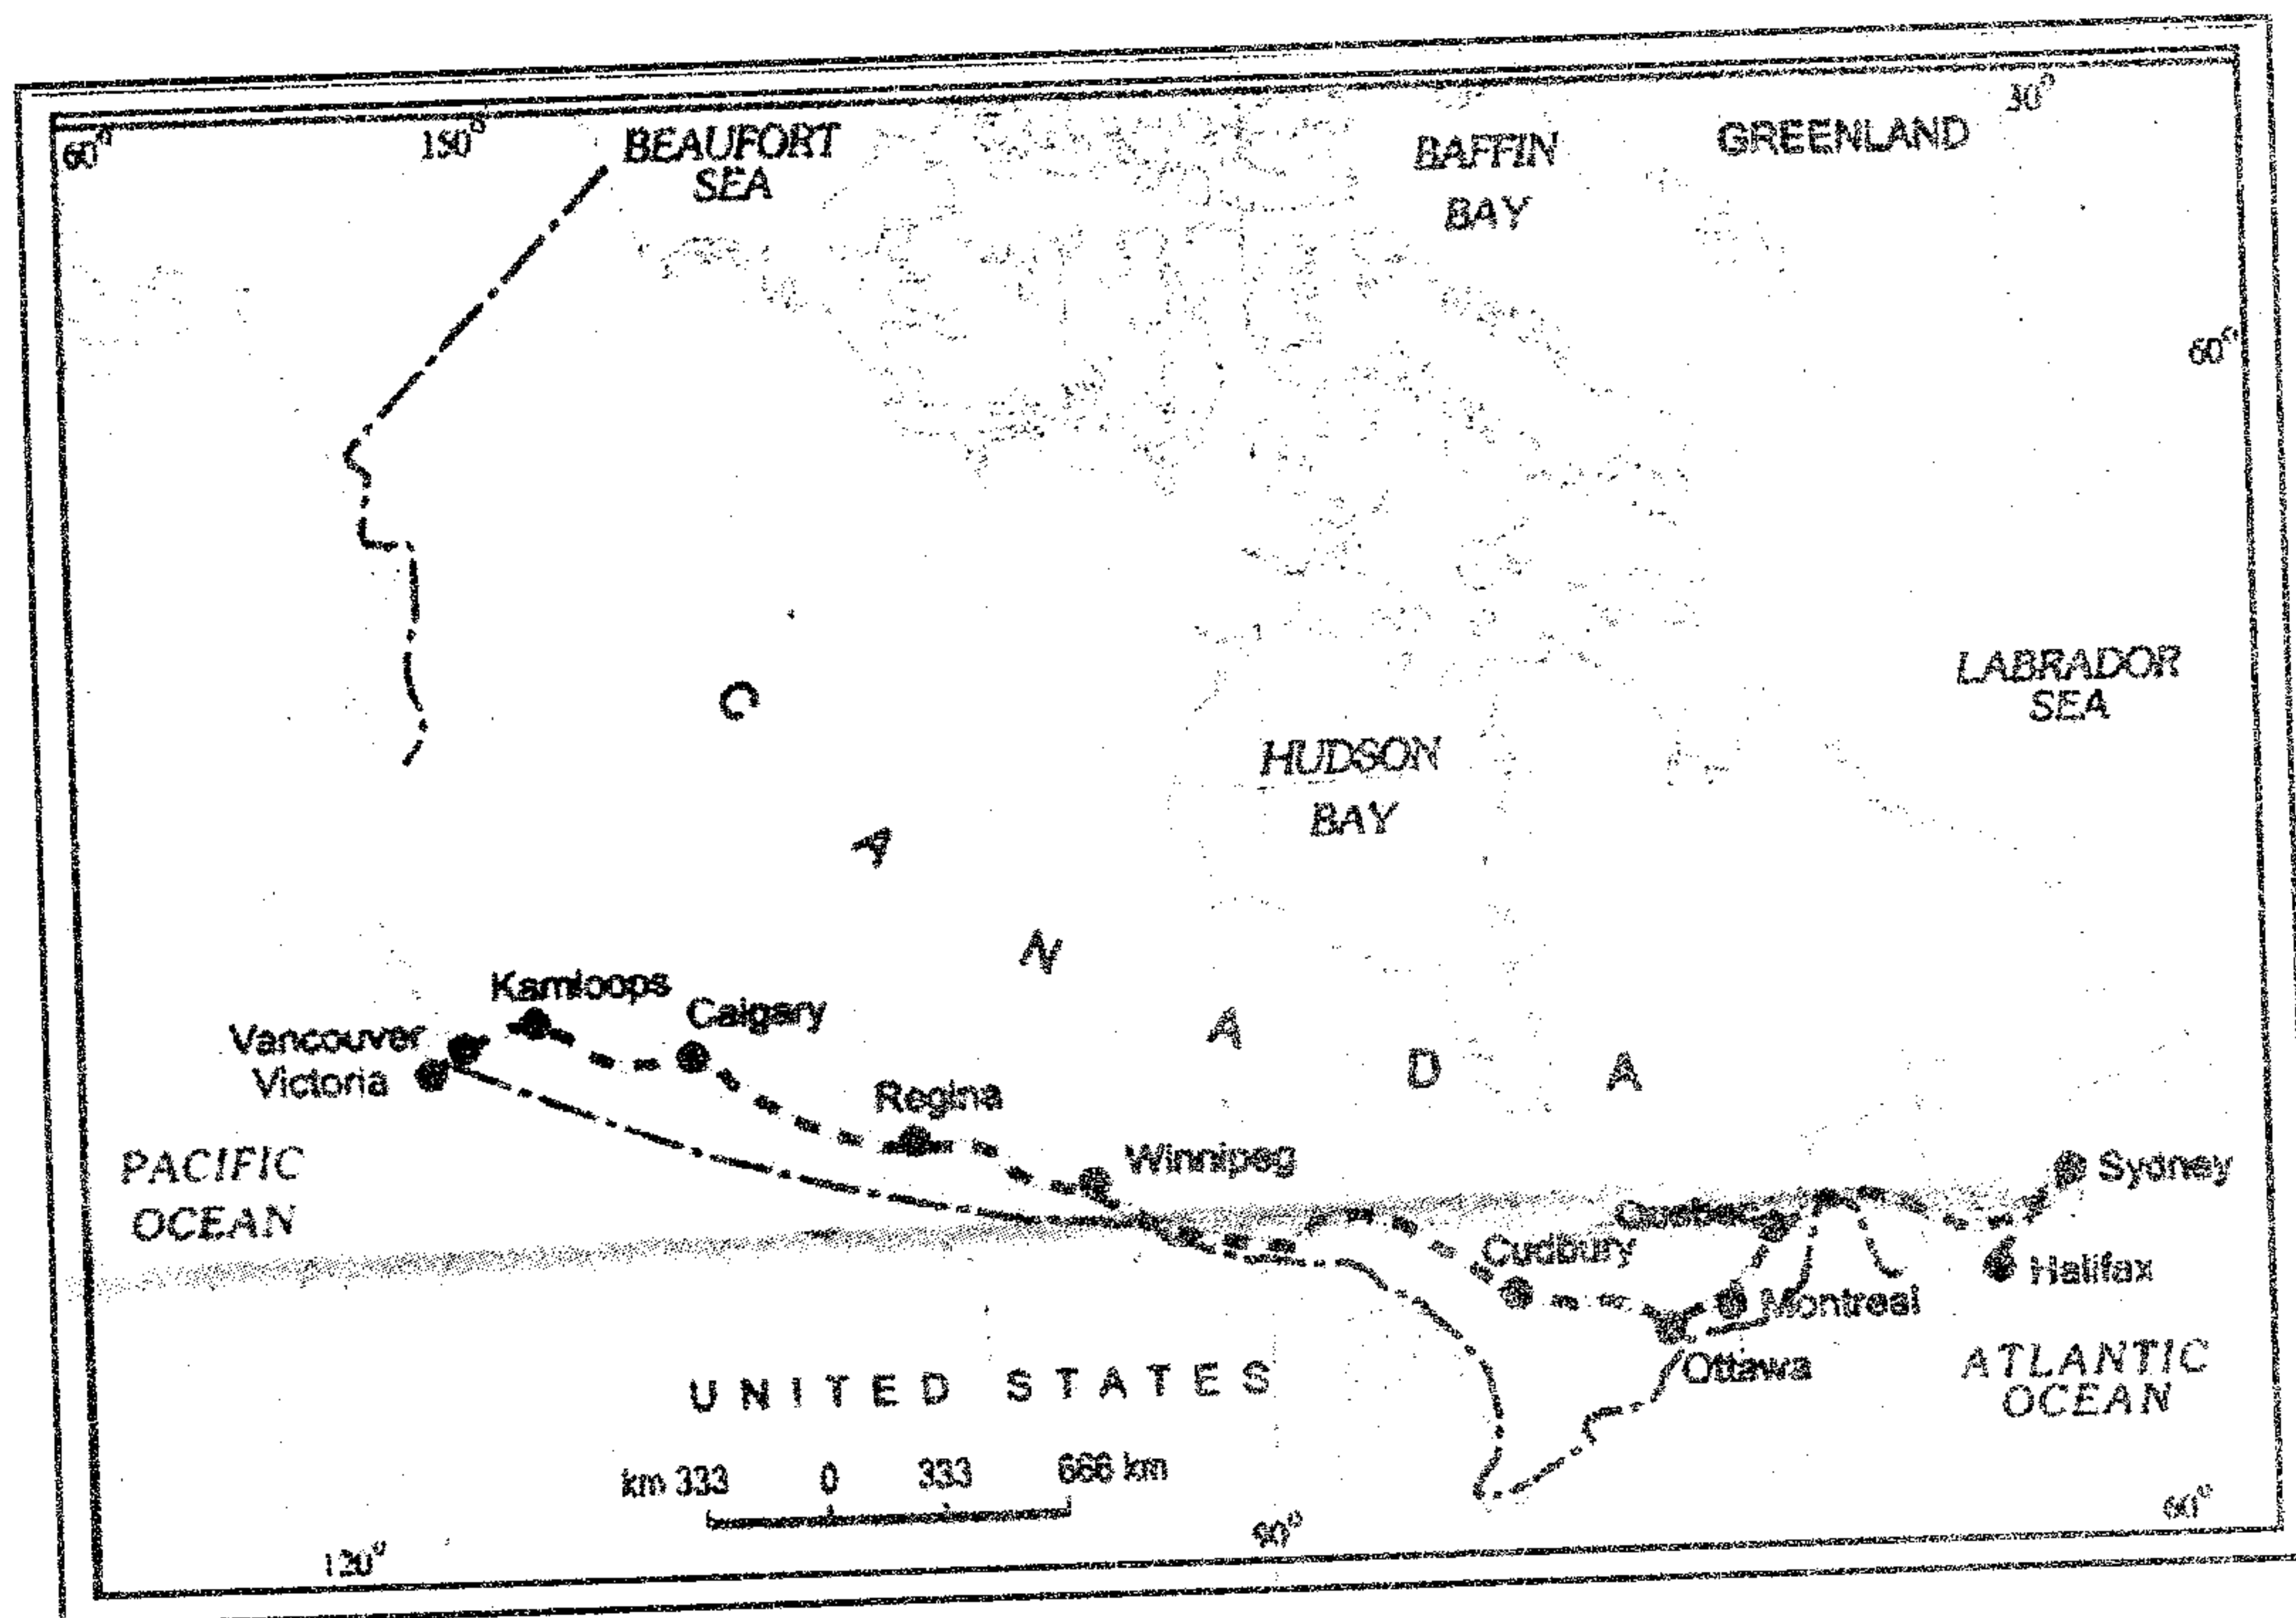 60°
150°
BEAUFORT
SEA
BAFFIN
BAY
GREENLAND
30°
60°
LABRADOR
SEA
HUDSON
BAY
C
A
N
A
D
A
Kamloops
Calgary
Vancouver
Victoria
Regina
Winnipeg
PACIFIC
OCEAN
Quebec
Cudbury
Montreal
Ottawa
Sydney
Halifax
ATLANTIC
OCEAN
UNITED STATES
km 333 0 333 666 km
120°
90°
60°